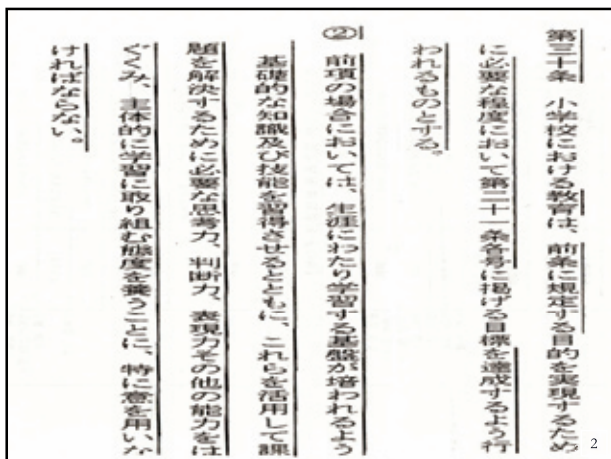 第三十条　小学校における教育は、前条に規定する目的を実現するため
に必要な程度において第二十一条各号に掲げる目標を達成するよう行
われるものとする。
②　前項の場合においては、生涯にわたり学習する基盤が培われるよう
基礎的な知識及び技能を習得させるとともに、これらを活用して課
題を解決するために必要な思考力、判断力、表現力その他の能力をは
ぐくみ、主体的に学習に取り組む態度を養うことに、特に意を用いな
ければならない。
2